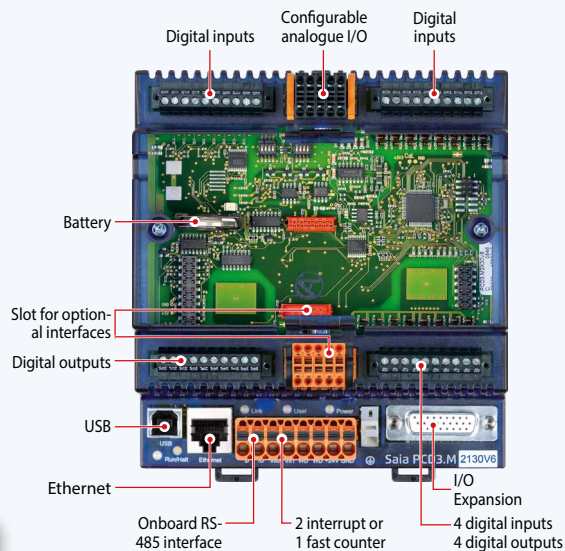 Digital inputs
Configurable
analogue I/O
Digital
inputs
Battery
Slot for option-
al interfaces
Digital outputs
USB
Ethernet
Link
User
Power
USB
Run/Halt
Ethernet
Saia PCD3.M 2130V6
I/O
Expansion
Onboard RS-
485 interface
2 interrupt or
1 fast counter
4 digital inputs
4 digital outputs